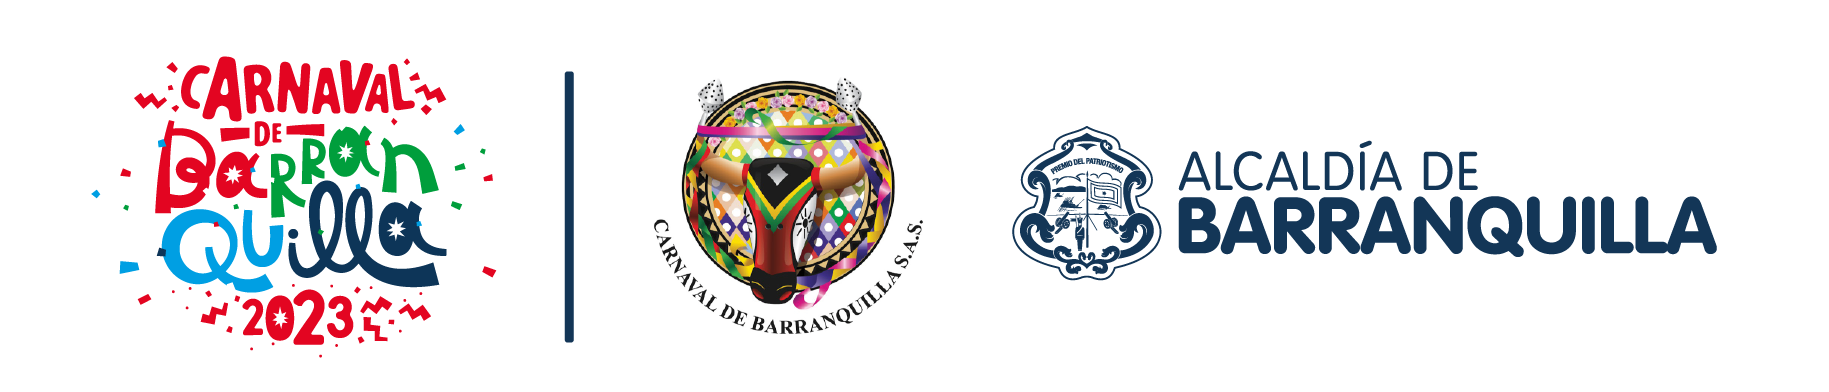 CARNAVAL
DE
BARRAN
QUilla
2023
CARNAVAL DE BARRANQUILLA S.A.S.
PREMIO DEL PATRIOTISMO
ALCALDÍA DE
BARRANQUILLA